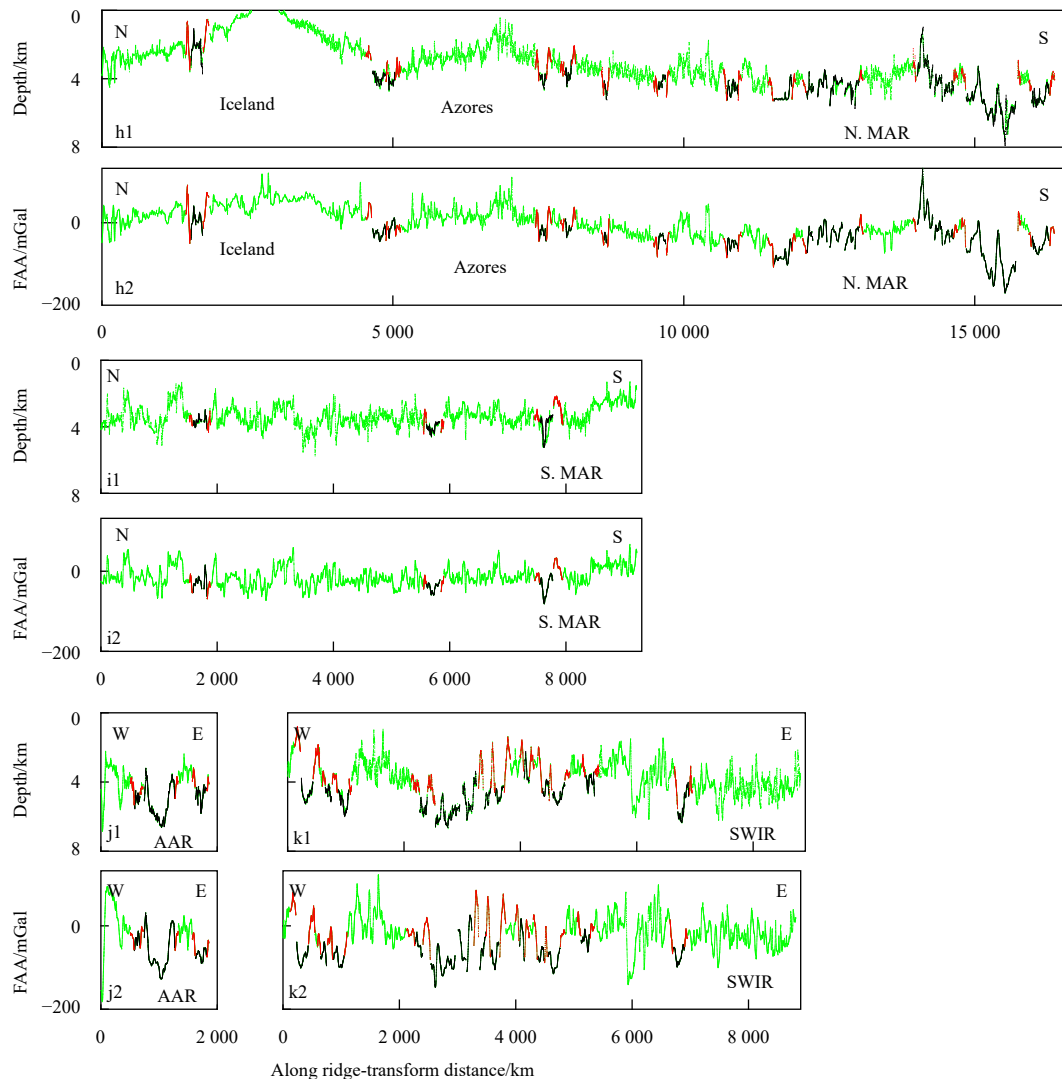 0
N
S
Depth/km
4
Iceland
Azores
N. MAR
h1
8
N
S
FAA/mGal
0
Iceland
Azores
N. MAR
h2
−200
0
5 000
10 000
15 000
0
N
S
Depth/km
4
S. MAR
i1
8
N
S
FAA/mGal
0
S. MAR
i2
−200
0
2 000
4 000
6 000
8 000
0
W
E
W
E
Depth/km
4
j1
AAR
k1
SWIR
8
W
E
W
E
FAA/mGal
0
j2
AAR
k2
SWIR
−200
0
2 000
0
2 000
4 000
6 000
8 000
Along ridge-transform distance/km